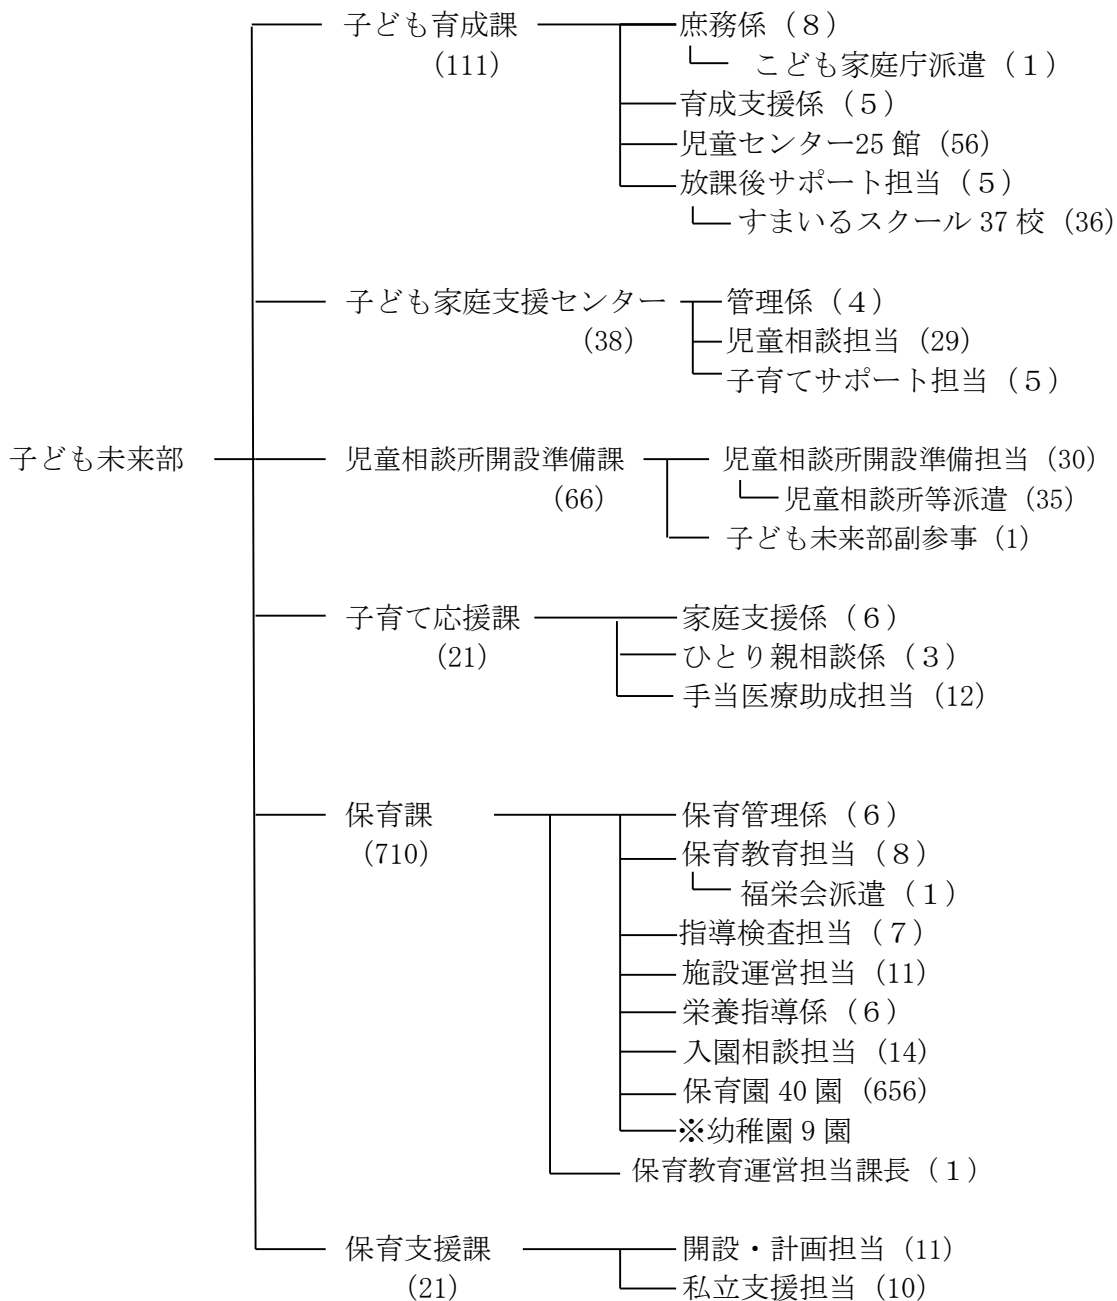 子ども育成課 庶務係（８）
(111) こども家庭庁派遣（１）
育成支援係（５）
児童センター25 館 (56)
放課後サポート担当（５）
すまいるスクール 37 校 (36)
子ども家庭支援センター 管理係（４）
(38) 児童相談担当 (29)
子育てサポート担当（５）
子ども未来部 児童相談所開設準備課 児童相談所開設準備担当 (30)
(66) 児童相談所等派遣 (35)
子ども未来部副参事 (1)
子育て応援課 家庭支援係（６）
(21) ひとり親相談係（３）
手当医療助成担当 (12)
保育課 保育管理係（６）
(710) 保育教育担当（８）
福栄会派遣（１）
指導検査担当（７）
施設運営担当 (11)
栄養指導係（６）
入園相談担当 (14)
保育園 40 園 (656)
※幼稚園 9 園
保育教育運営担当課長（１）
保育支援課 開設・計画担当 (11)
(21) 私立支援担当 (10)